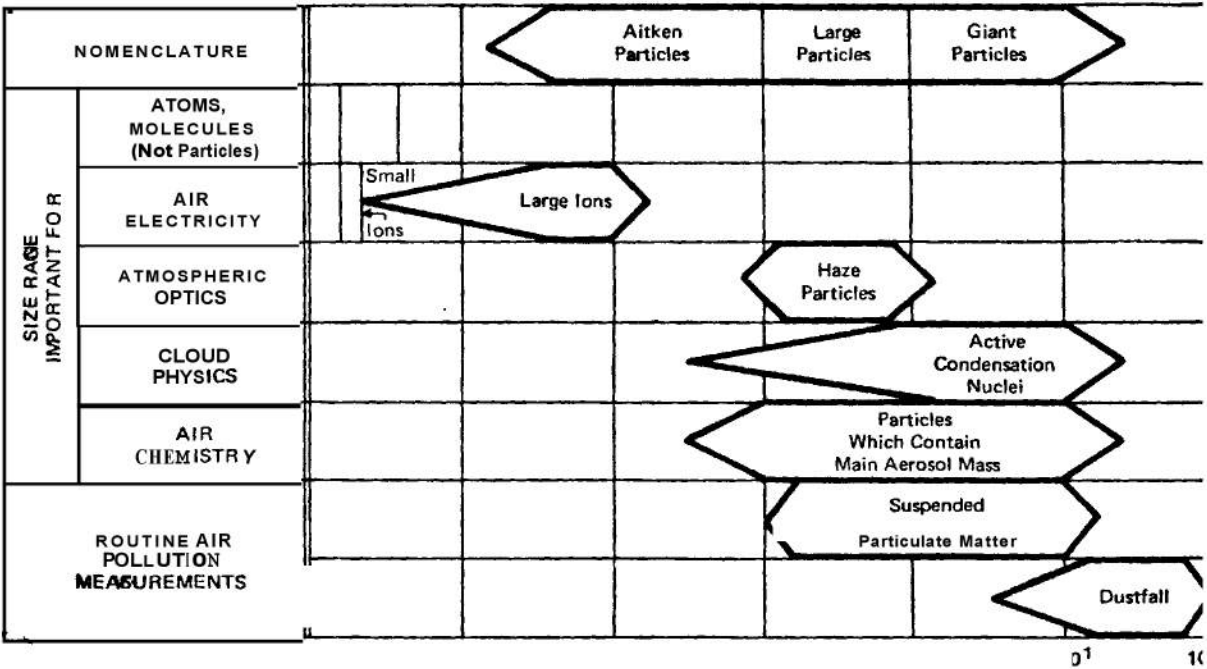 NOMENCLATURE
Aitken
Particles
Large
Particles
Giant
Particles
SIZE RAGE
IMPORTANT FOR
ATOMS,
MOLECULES
(Not Particles)
AIR
ELECTRICITY
Small
Ions
Large Ions
ATMOSPHERIC
OPTICS
Haze
Particles
CLOUD
PHYSICS
Active
Condensation
Nuclei
AIR
CHEMISTRY
Particles
Which Contain
Main Aerosol Mass
ROUTINE AIR
POLLUTION
MEASUREMENTS
Suspended
Particulate Matter
Dustfall